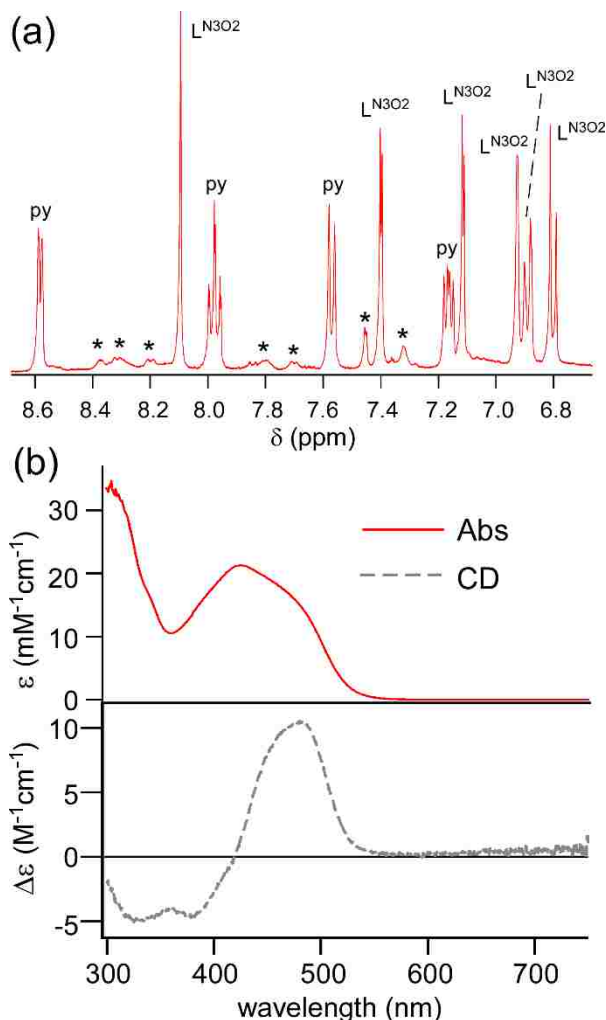 (a)
L^N3O2
L^N3O2
L^N3O2
L^N3O2
L^N3O2
L^N3O2
py
py
py
py
* * * * * * *
8.6 8.4 8.2 8.0 7.8 7.6 7.4 7.2 7.0 6.8
δ (ppm)
(b)
ε (mM⁻¹cm⁻¹)
30
20
10
0
Abs
CD
Δε (M⁻¹cm⁻¹)
10
5
0
-5
300 400 500 600 700
wavelength (nm)